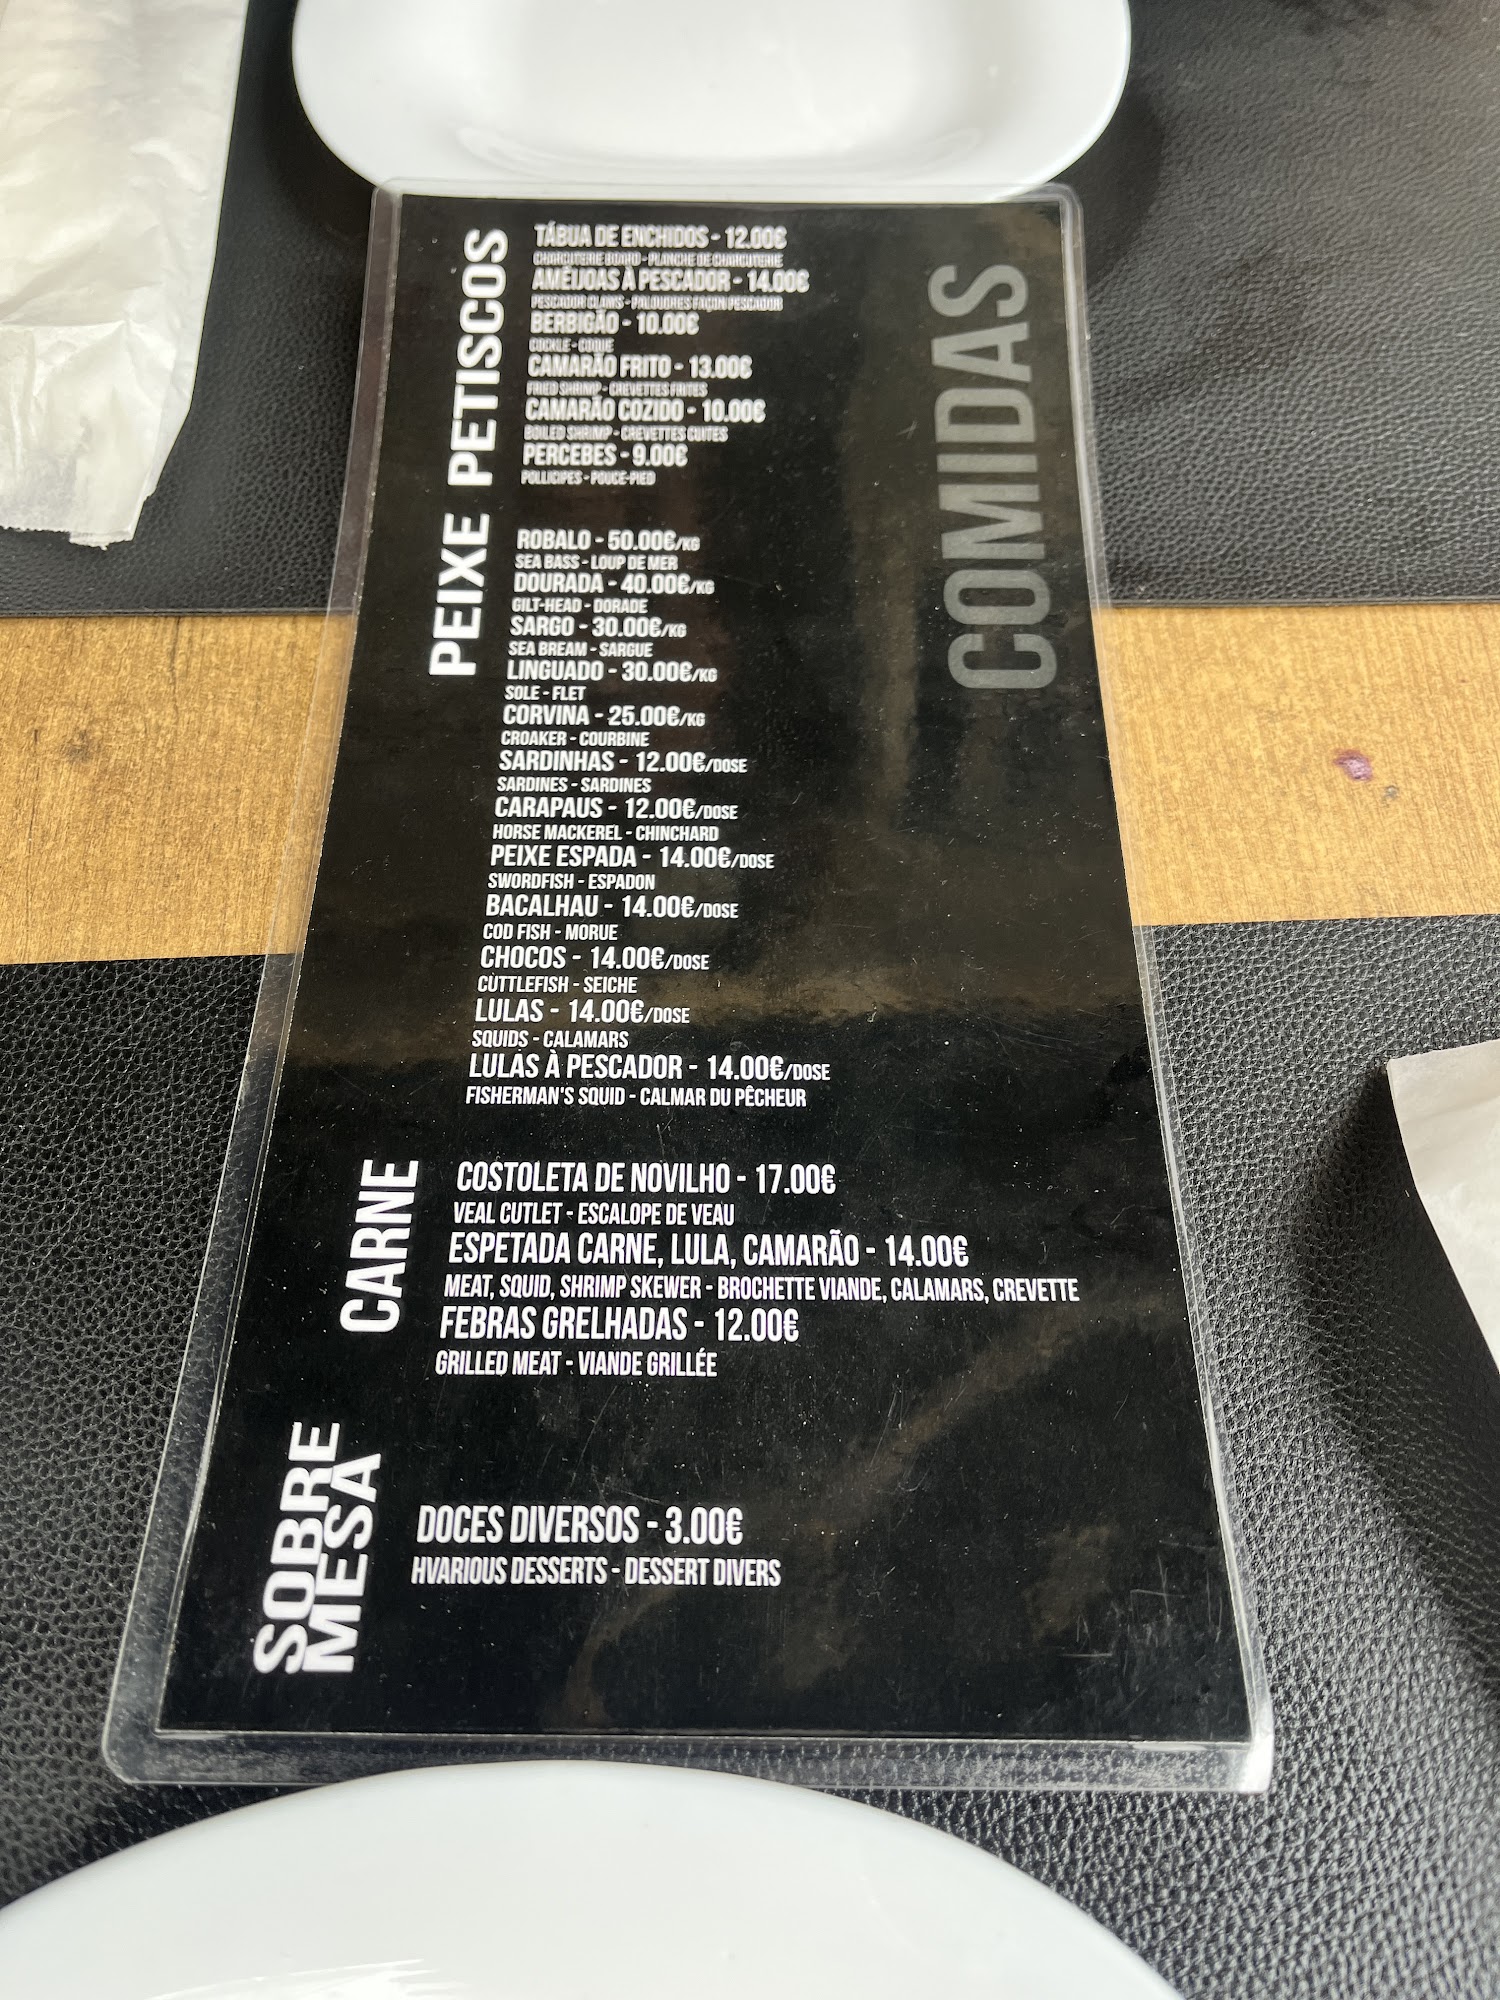 COMIDAS
PETISCOS
TÁBUA DE ENCHIDOS - 12.00€
CHARCUTERIE BOARD - PLANCHE DE CHARCUTERIE
AMÊIJOAS À PESCADOR - 14.00€
PESCADOR CLAMS - PALOURDES FAÇON PESCADOR
BERBIGÃO - 10.00€
COCKLE - COQUE
CAMARÃO FRITO - 13.00€
FRIED SHRIMP - CREVETTES FRITES
CAMARÃO COZIDO - 10.00€
BOILED SHRIMP - CREVETTES CUITES
PERCEBES - 9.00€
POLLICIPES - POUCE-PIED
PEIXE
ROBALO - 50.00€/KG
SEA BASS - LOUP DE MER
DOURADA - 40.00€/KG
GILT-HEAD - DORADE
SARGO - 30.00€/KG
SEA BREAM - SARGUE
LINGUADO - 30.00€/KG
SOLE - FLET
CORVINA - 25.00€/KG
CROAKER - COURBINE
SARDINHAS - 12.00€/DOSE
SARDINES - SARDINES
CARAPAUS - 12.00€/DOSE
HORSE MACKEREL - CHINCHARD
PEIXE ESPADA - 14.00€/DOSE
SWORDFISH - ESPADON
BACALHAU - 14.00€/DOSE
COD FISH - MORUE
CHOCOS - 14.00€/DOSE
CUTTLEFISH - SEICHE
LULAS - 14.00€/DOSE
SQUIDS - CALAMARS
LULAS À PESCADOR - 14.00€/DOSE
FISHERMAN'S SQUID - CALMAR DU PÊCHEUR
CARNE
COSTOLETA DE NOVILHO - 17.00€
VEAL CUTLET - ESCALOPE DE VEAU
ESPETADA CARNE, LULA, CAMARÃO - 14.00€
MEAT, SQUID, SHRIMP SKEWER - BROCHETTE VIANDE, CALAMARS, CREVETTE
FEBRAS GRELHADAS - 12.00€
GRILLED MEAT - VIANDE GRILLÉE
SOBRE
MESA
DOCES DIVERSOS - 3.00€
HVARIOUS DESSERTS - DESSERT DIVERS